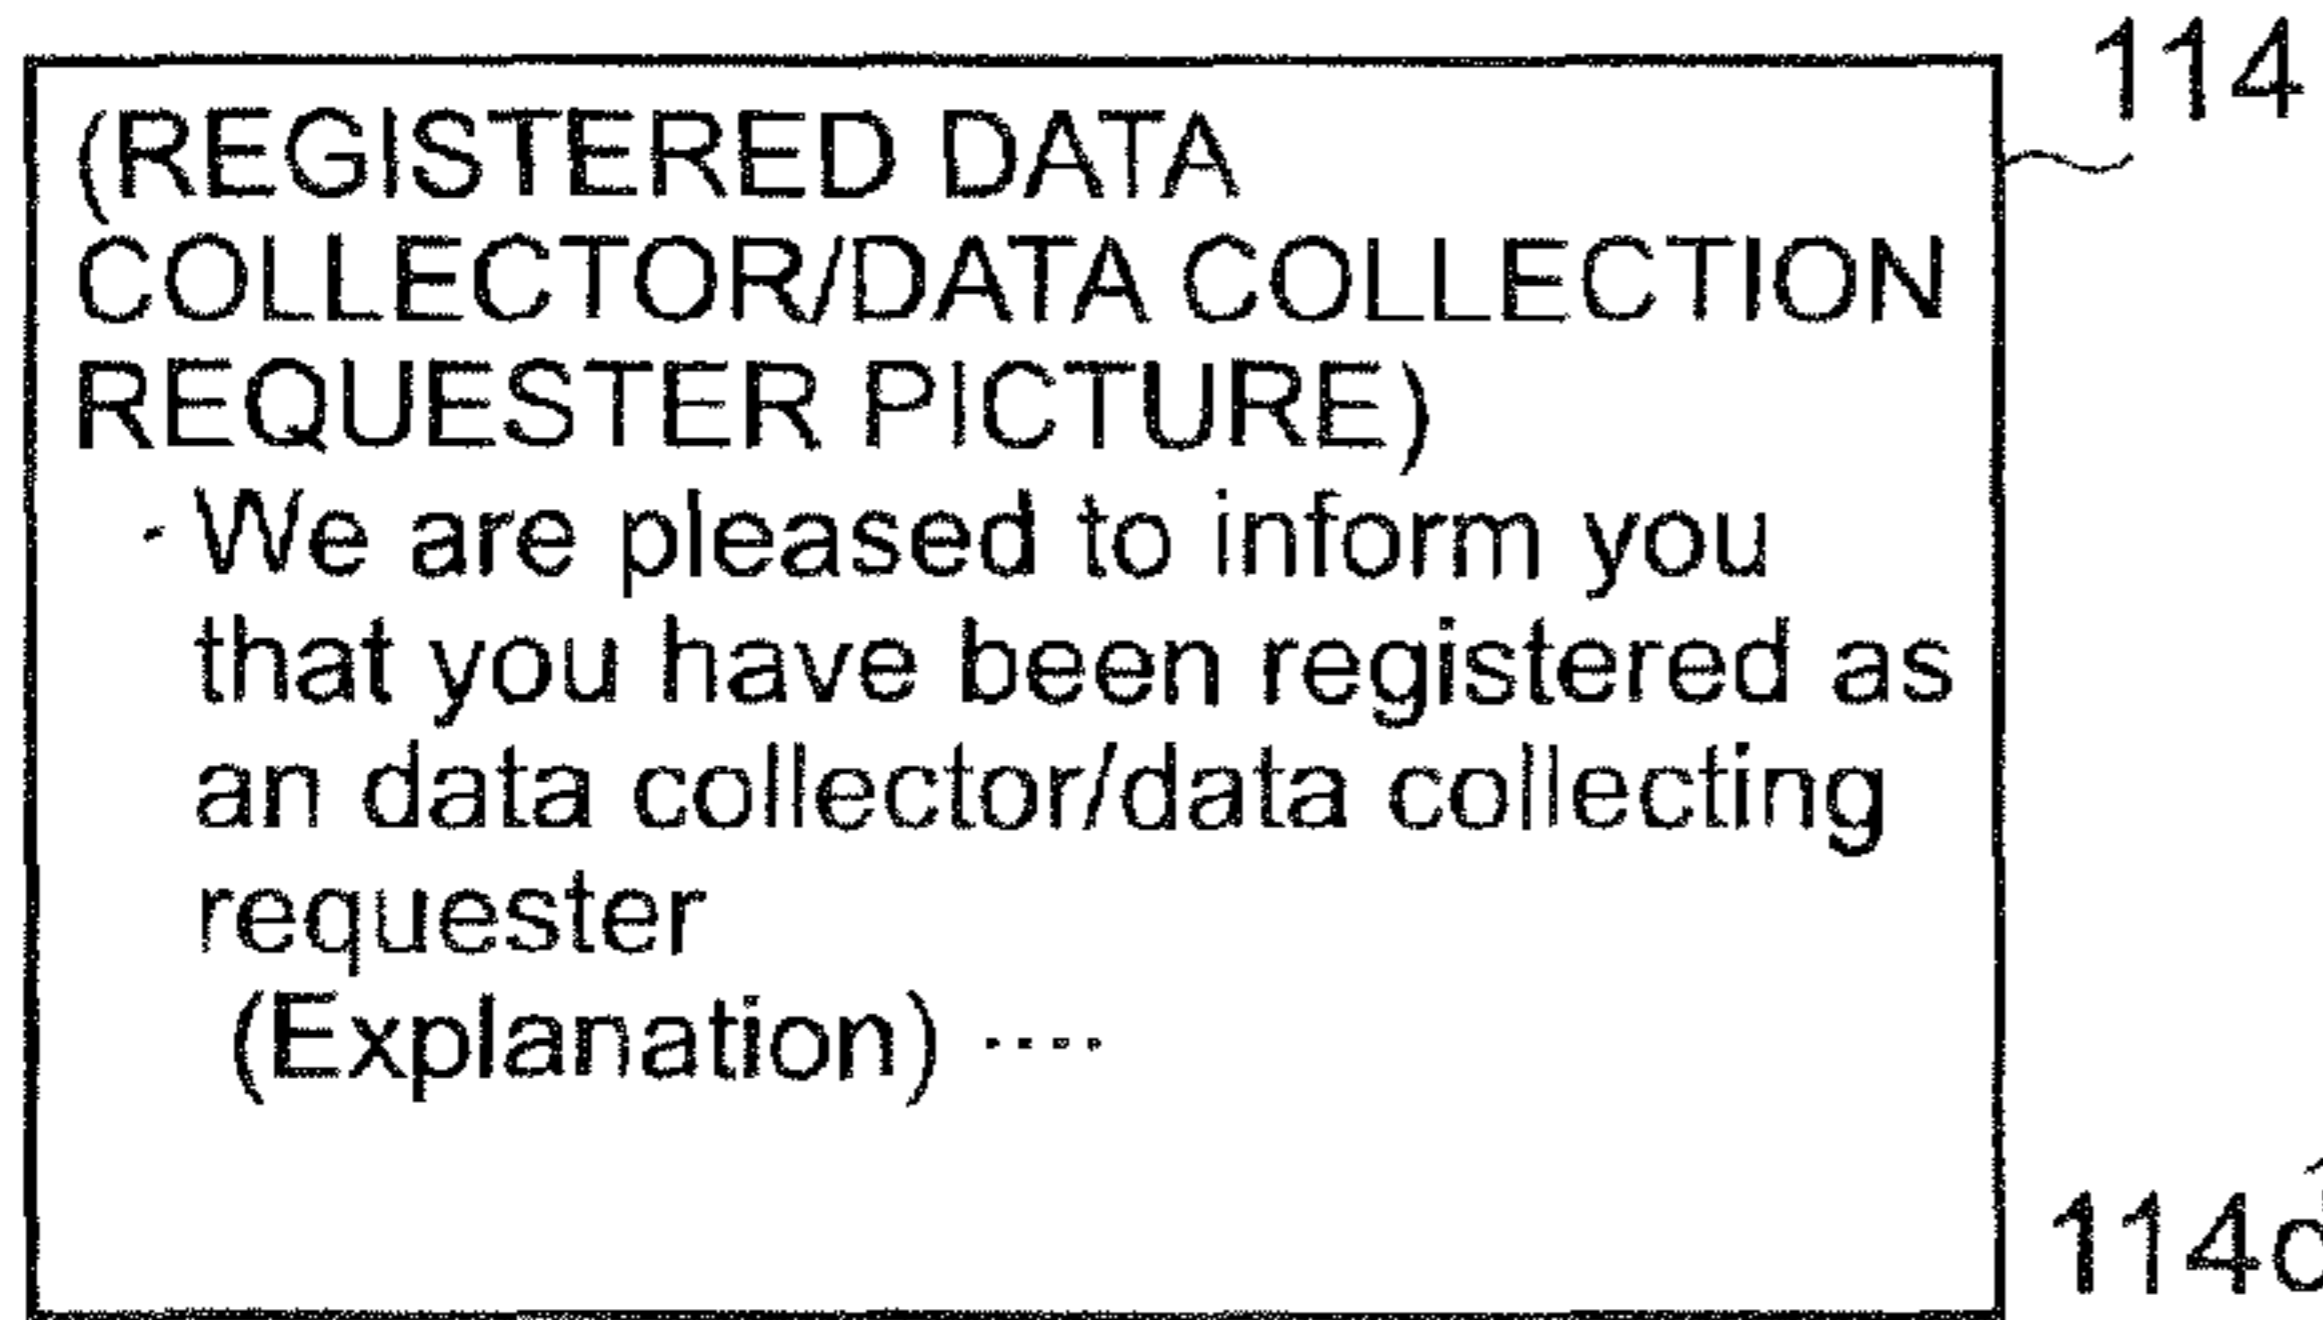 114
(REGISTERED DATA
COLLECTOR/DATA COLLECTION
REQUESTER PICTURE)
· We are pleased to inform you
that you have been registered as
an data collector/data collecting
requester
(Explanation) ····